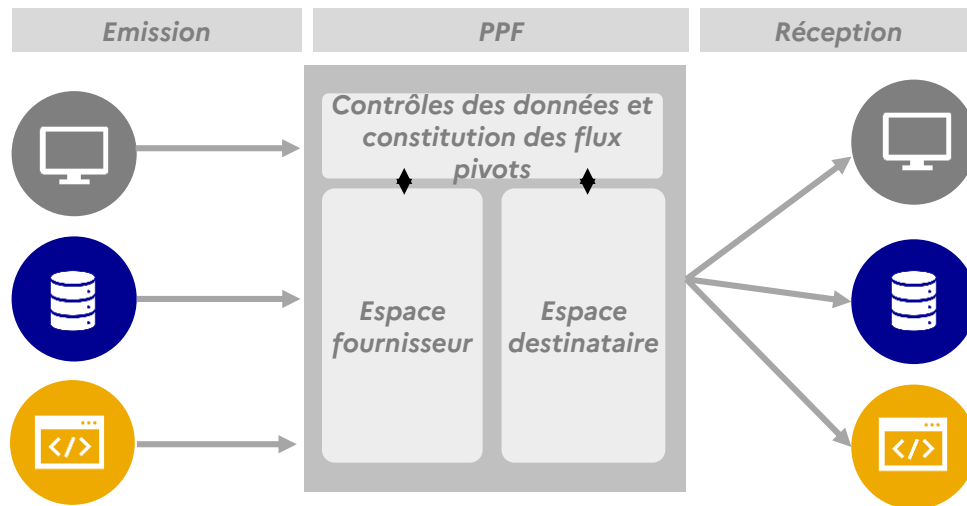 Emission
PPF
Réception
Contrôles des données et
constitution des flux
pivots
Espace
fournisseur
Espace
destinataire
</>
</>